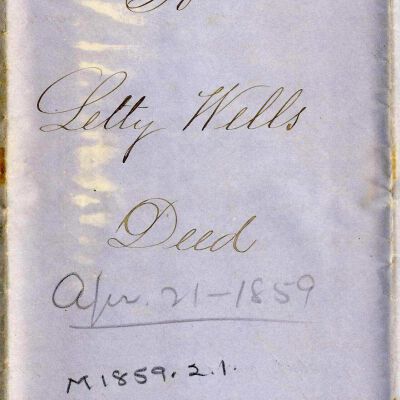 Letty Wells
Deed
Apr. 21-1859
M1859.2.1.